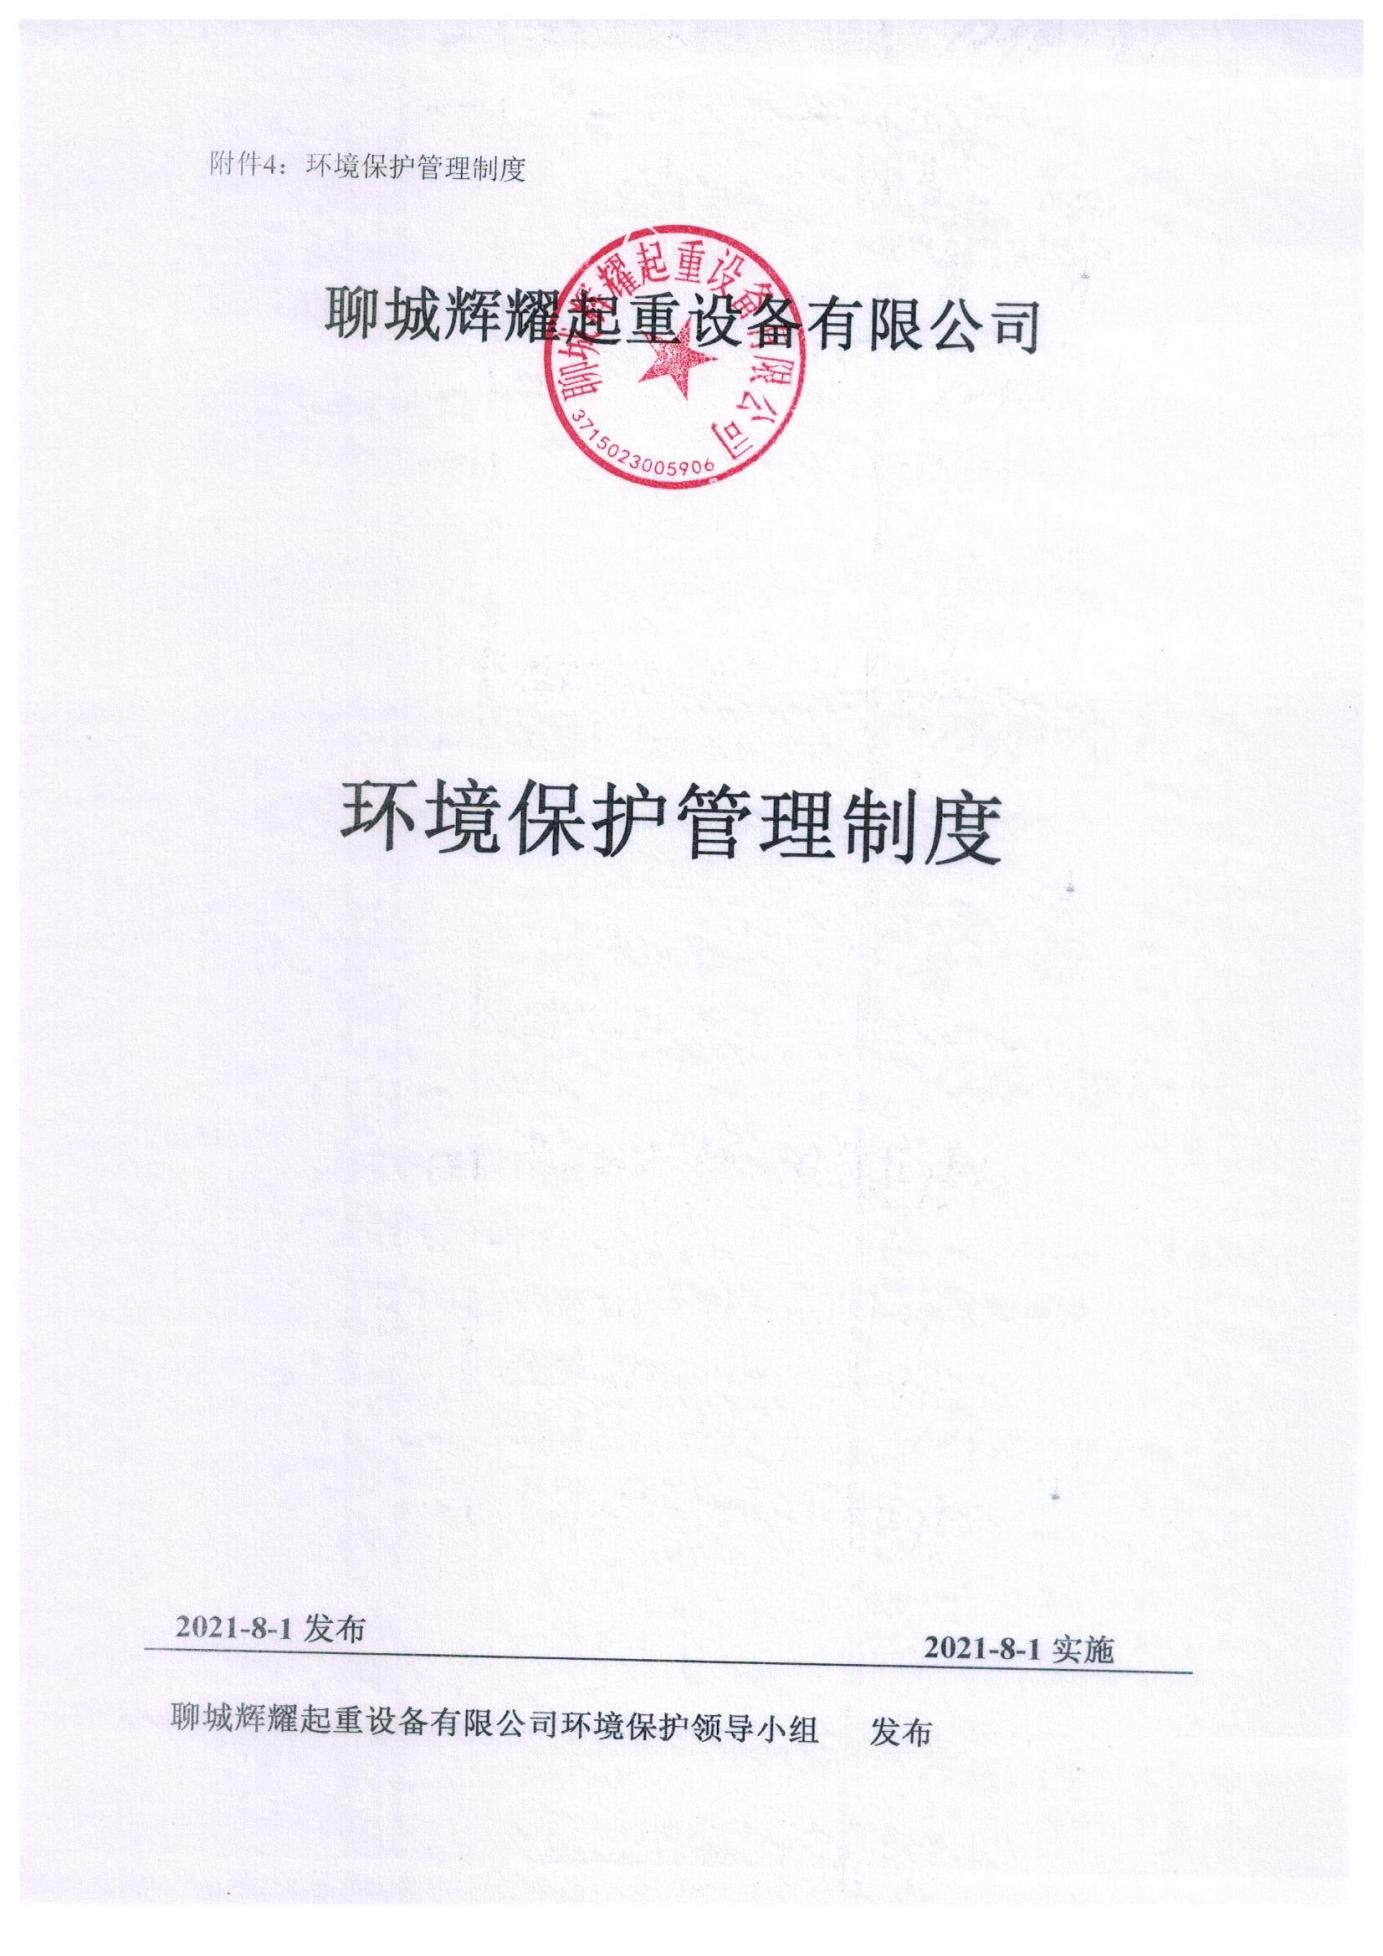 附件4：环境保护管理制度
聊城辉耀起重设备有限公司
聊城辉耀起重设备有限公司
3715023005906
环境保护管理制度
2021-8-1 发布
2021-8-1 实施
聊城辉耀起重设备有限公司环境保护领导小组 发布